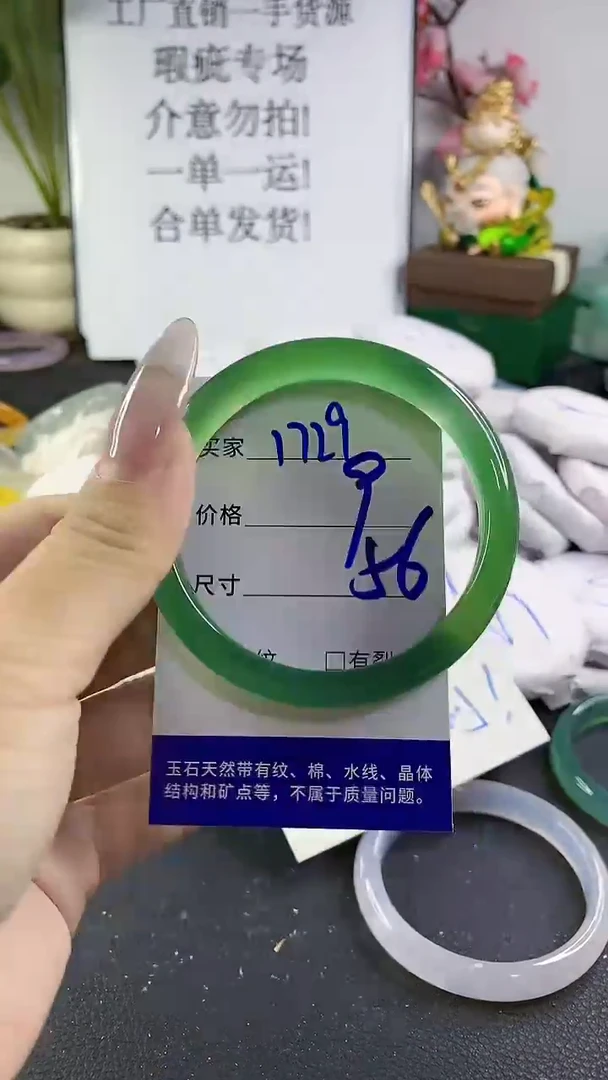 工厂直销一手货源
瑕疵专场
介意勿拍!
一单一运!
合单发货!
买家 1729
价格
尺寸 56
纹 □有裂
玉石天然带有纹、棉、水线、晶体
结构和矿点等，不属于质量问题。